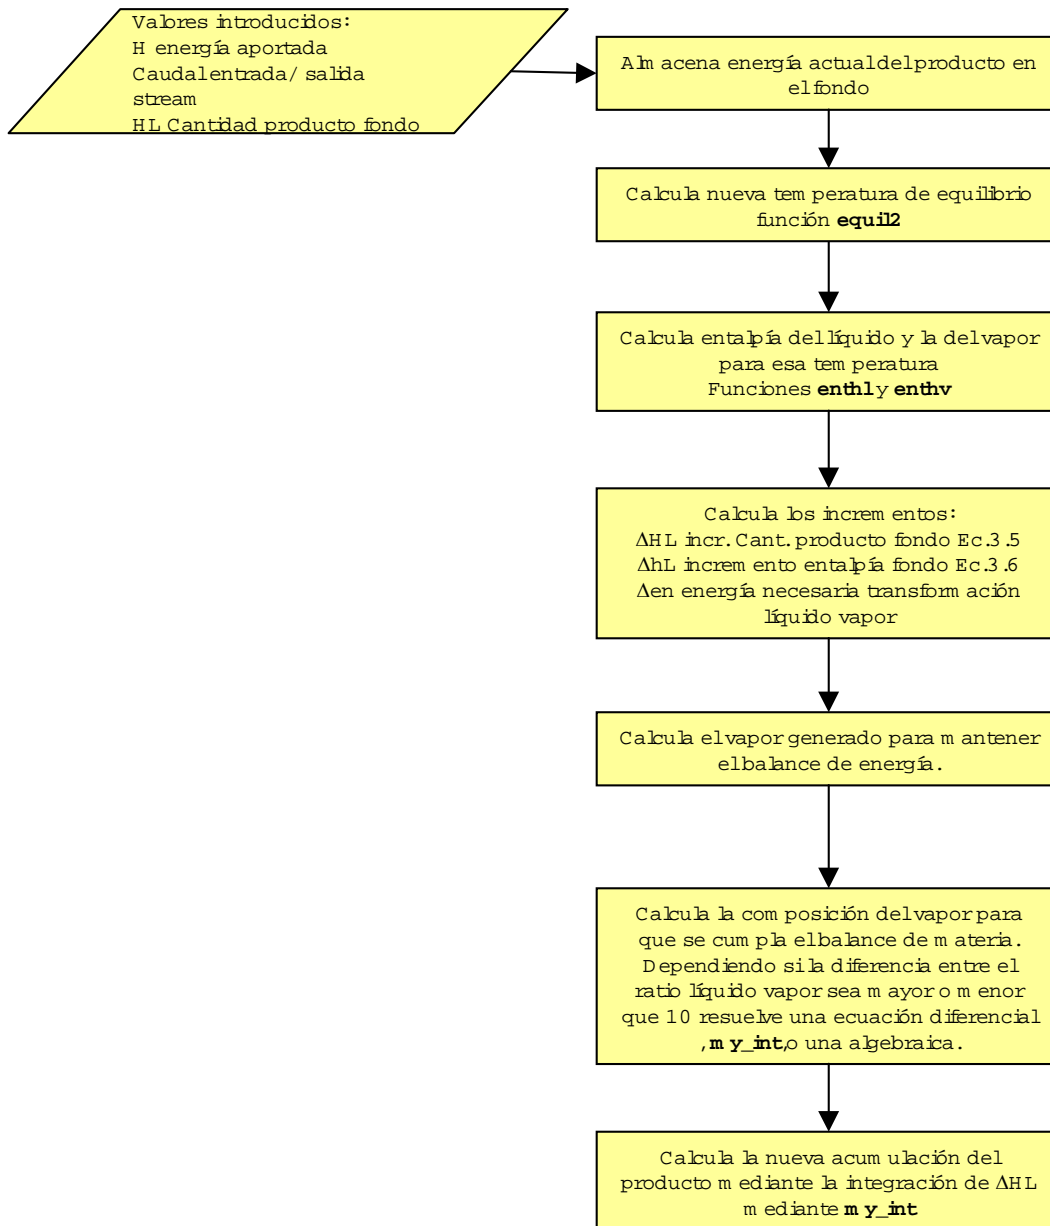 Valores introducidos:
H energía aportada
Caudal entrada/ salida
stream
HL Cantidad producto fondo
Almacena energía actual del producto en
el fondo
Calcula nueva temperatura de equilibrio
función equil2
Calcula entalpía del líquido y la del vapor
para esa temperatura
Funciones enthl y enthv
Calcula los incrementos:
ΔHL incr. Cant. producto fondo Ec.3.5
ΔhL incremento entalpía fondo Ec.3.6
Δen energía necesaria transformación
líquido vapor
Calcula el vapor generado para mantener
el balance de energía.
Calcula la composición del vapor para
que se cumpla el balance de materia.
Dependiendo si la diferencia entre el
ratio líquido vapor sea mayor o menor
que 10 resuelve una ecuación diferencial
,my_int,o una algebraica.
Calcula la nueva acumulación del
producto mediante la integración de ΔHL
mediante my_int